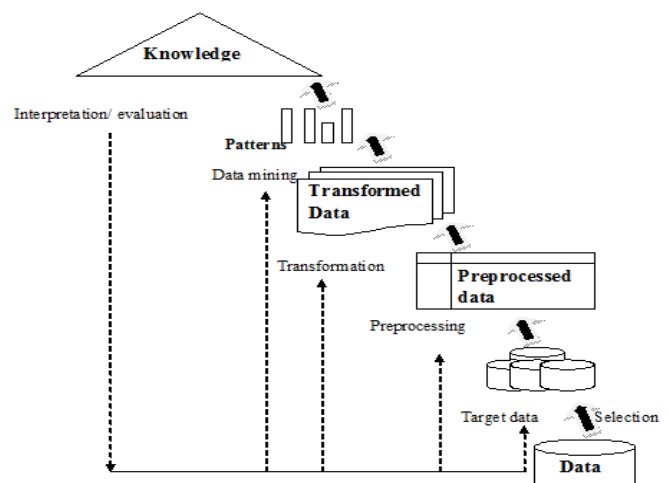 Knowledge
Interpretation/ evaluation
Patterns
Data mining
Transformed
Data
Transformation
Preprocessed
data
Preprocessing
Target data
Selection
Data